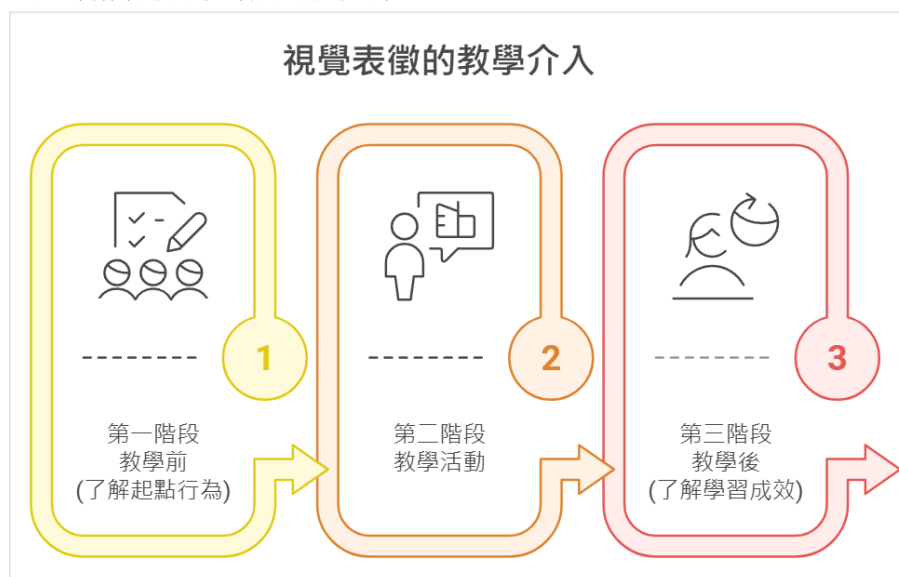 視覺表徵的教學介入
1
2
3
第一階段
教學前
(了解起點行為)
第二階段
教學活動
第三階段
教學後
(了解學習成效)